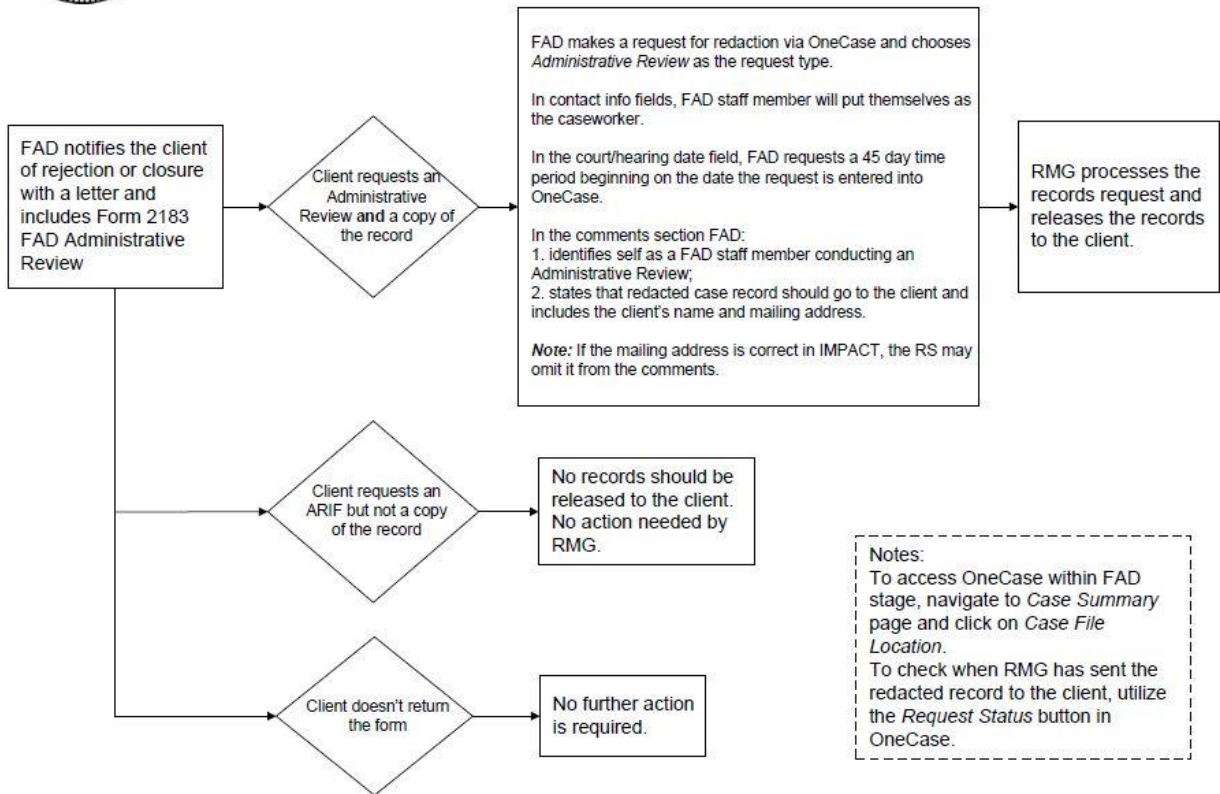 FAD notifies the client
of rejection or closure
with a letter and
includes Form 2183
FAD Administrative
Review
Client requests an
Administrative
Review and a copy of
the record
FAD makes a request for redaction via OneCase and chooses
Administrative Review as the request type.
In contact info fields, FAD staff member will put themselves as
the caseworker.
In the court/hearing date field, FAD requests a 45 day time
period beginning on the date the request is entered into
OneCase.
In the comments section FAD:
1. identifies self as a FAD staff member conducting an
Administrative Review;
2. states that redacted case record should go to the client and
includes the client's name and mailing address.
Note: If the mailing address is correct in IMPACT, the RS may
omit it from the comments.
RMG processes the
records request and
releases the records
to the client.
Client requests an
ARIF but not a copy
of the record
No records should be
released to the client.
No action needed by
RMG.
Client doesn't return
the form
No further action
is required.
Notes:
To access OneCase within FAD
stage, navigate to Case Summary
page and click on Case File
Location.
To check when RMG has sent the
redacted record to the client, utilize
the Request Status button in
OneCase.